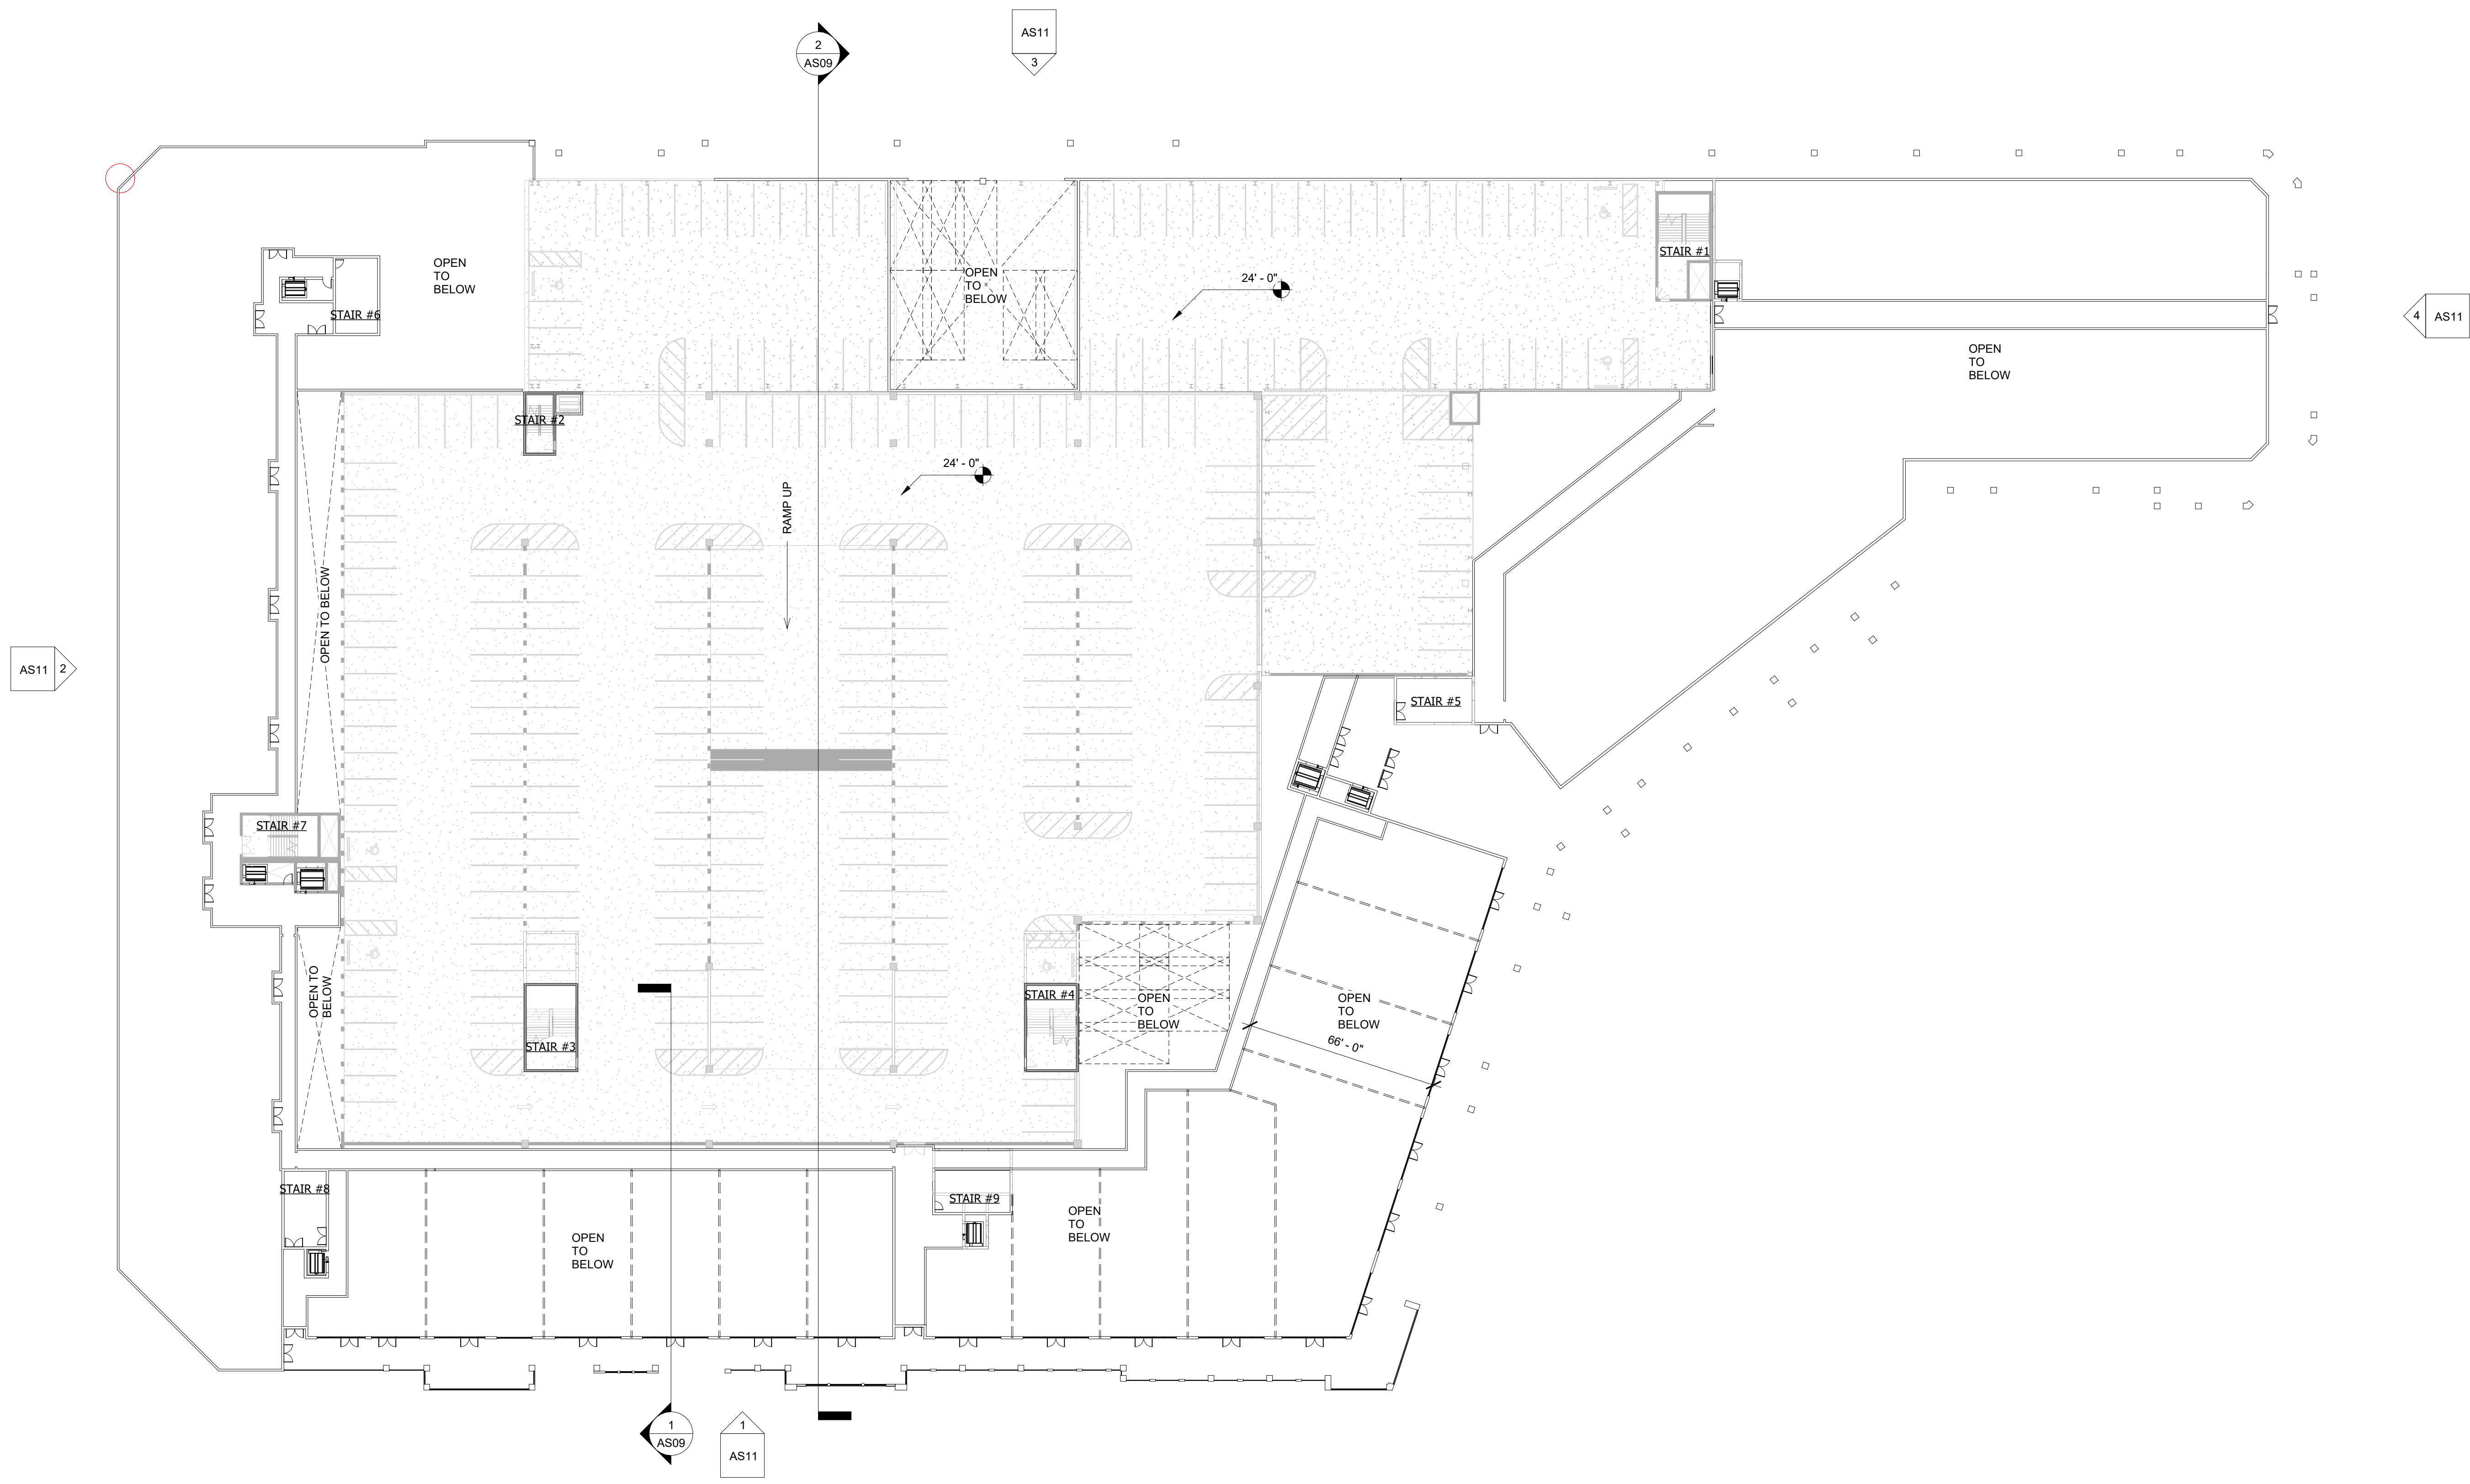 AS11
3
2
AS09
STAIR #1
OPEN
TO
BELOW
OPEN
TO
BELOW
24' - 0"
STAIR #6
4
AS11
OPEN
TO
BELOW
STAIR #2
24' - 0"
RAMP UP
OPEN TO BELOW
AS11
2
STAIR #5
STAIR #7
OPEN TO
BELOW
STAIR #4
OPEN
TO
BELOW
OPEN
TO
BELOW
STAIR #3
66' - 0"
STAIR #8
STAIR #9
OPEN
TO
BELOW
OPEN
TO
BELOW
1
AS09
1
AS11